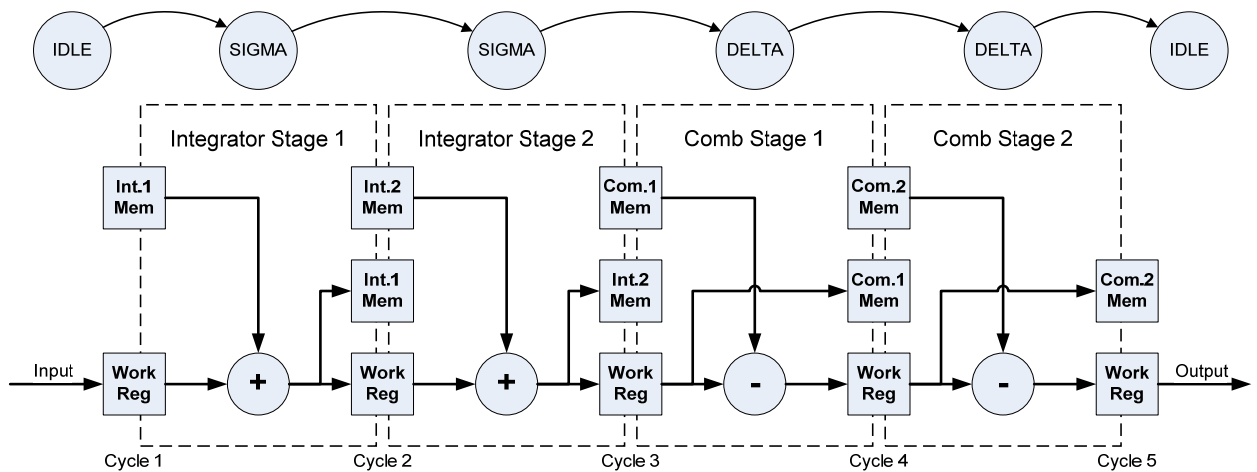 IDLE
SIGMA
SIGMA
DELTA
DELTA
IDLE
Integrator Stage 1
Integrator Stage 2
Comb Stage 1
Comb Stage 2
Int.1
Mem
Int.2
Mem
Com.1
Mem
Com.2
Mem
Int.1
Mem
Int.2
Mem
Com.1
Mem
Com.2
Mem
Input
Work
Reg
+
Work
Reg
+
Work
Reg
-
Work
Reg
-
Work
Reg
Output
Cycle 1
Cycle 2
Cycle 3
Cycle 4
Cycle 5